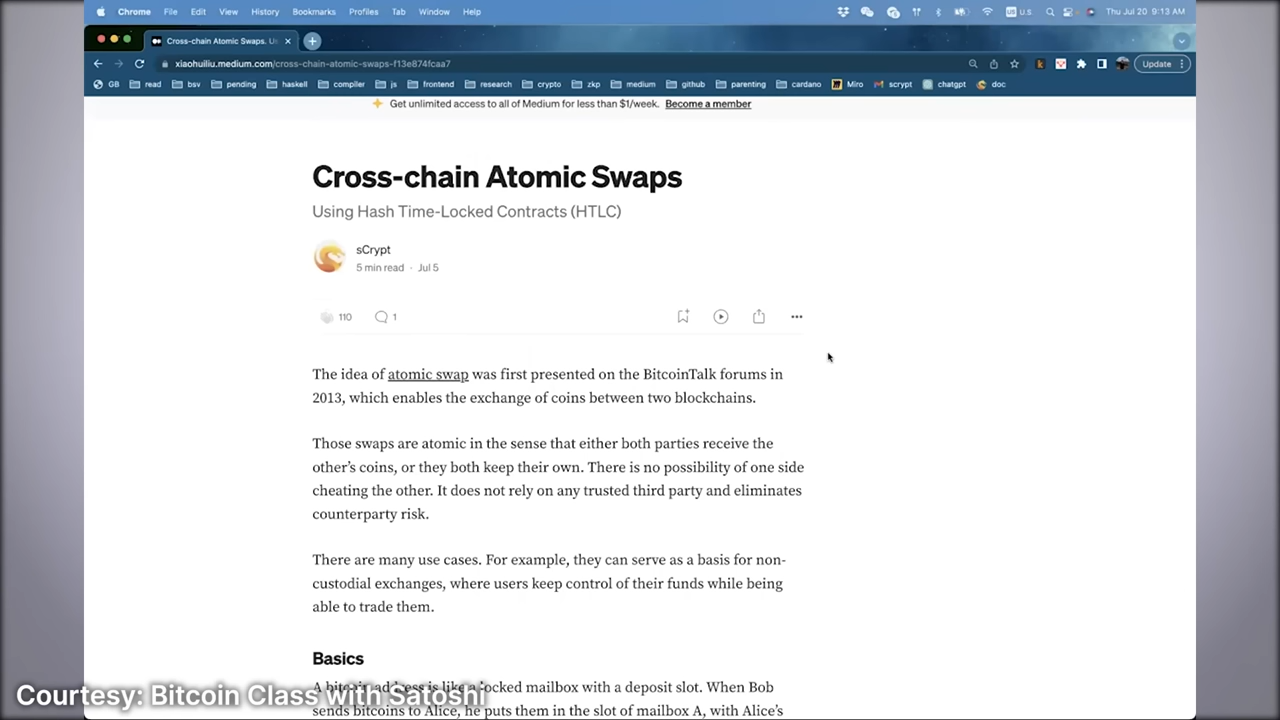 Chrome File Edit View History Bookmarks Profiles Tab Window Help U.S Thu Jul 20 9:13 AM
Cross-chain Atomic Swaps. U
xiaohuiliu.medium.com/cross-chain-atomic-swaps-f13e874fcaa7 Update
GB read bsv pending haskell compiler js frontend research crypto zkp medium github parenting cardano Miro scrypt chatgpt doc
Get unlimited access to all of Medium for less than $1/week. Become a member
Cross-chain Atomic Swaps
Using Hash Time-Locked Contracts (HTLC)
sCrypt
5 min read · Jul 5
110 1
The idea of atomic swap was first presented on the BitcoinTalk forums in
2013, which enables the exchange of coins between two blockchains.
Those swaps are atomic in the sense that either both parties receive the
other’s coins, or they both keep their own. There is no possibility of one side
cheating the other. It does not rely on any trusted third party and eliminates
counterparty risk.
There are many use cases. For example, they can serve as a basis for non-
custodial exchanges, where users keep control of their funds while being
able to trade them.
Basics
A bitcoin address is like a locked mailbox with a deposit slot. When Bob
sends bitcoins to Alice, he puts them in the slot of mailbox A, with Alice’s
Courtesy: Bitcoin Class with Satoshi